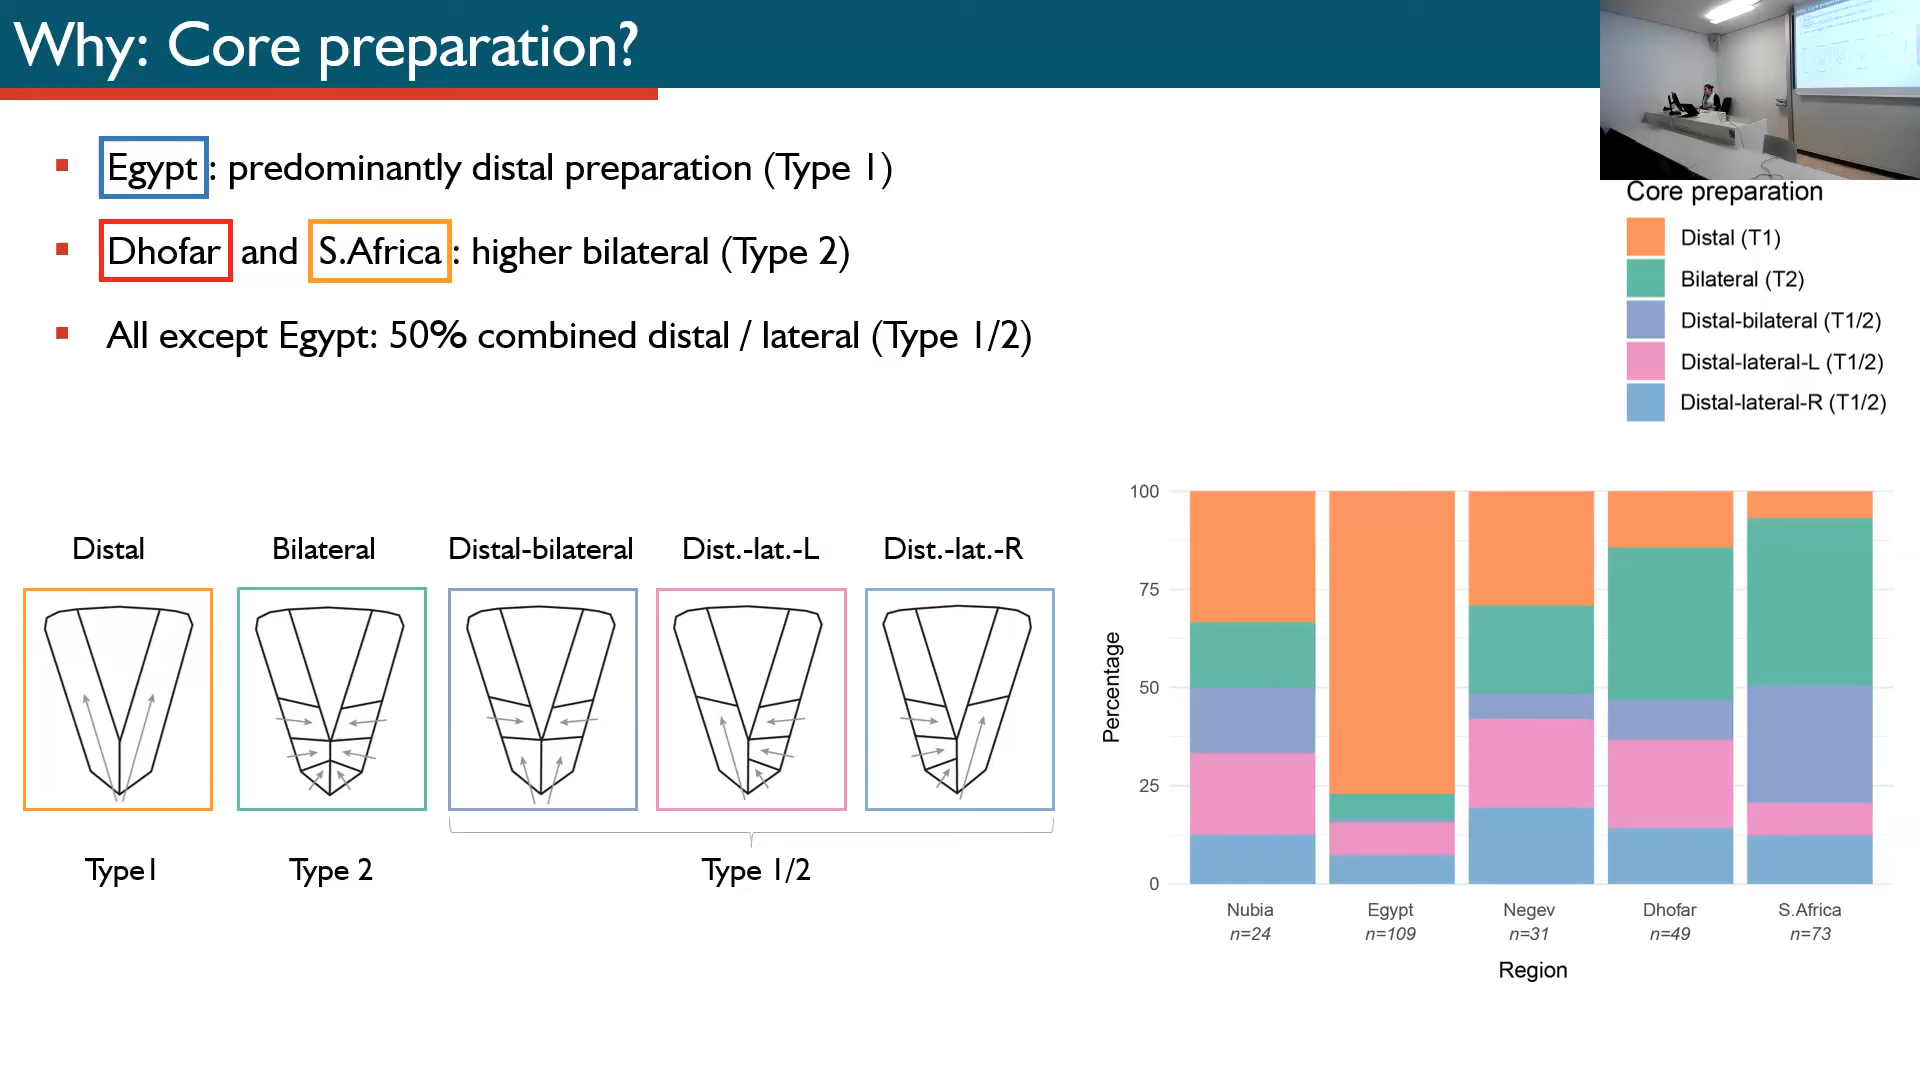 Why: Core preparation?
Egypt: predominantly distal preparation (Type 1)
Dhofar and S.Africa: higher bilateral (Type 2)
All except Egypt: 50% combined distal / lateral (Type 1/2)
Core preparation
Distal (T1)
Bilateral (T2)
Distal-bilateral (T1/2)
Distal-lateral-L (T1/2)
Distal-lateral-R (T1/2)
Distal
Bilateral
Distal-bilateral
Dist.-lat.-L
Dist.-lat.-R
Type1
Type 2
Type 1/2
Percentage
100
75
50
25
0
Nubia
n=24
Egypt
n=109
Negev
n=31
Dhofar
n=49
S.Africa
n=73
Region